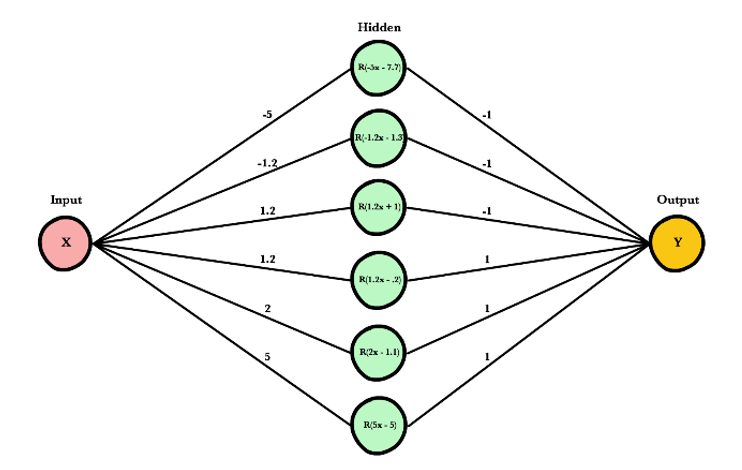 Hidden
R(-5x - 7.7)
-5
-1
R(-1.2x - 1.3
-1.2
-1
Input
R(1.2x + 1)
Output
1.2
-1
X
Y
1.2
1
R(1.2x - .2)
2
1
R(2x - 1.1)
5
1
R(5x - 5)